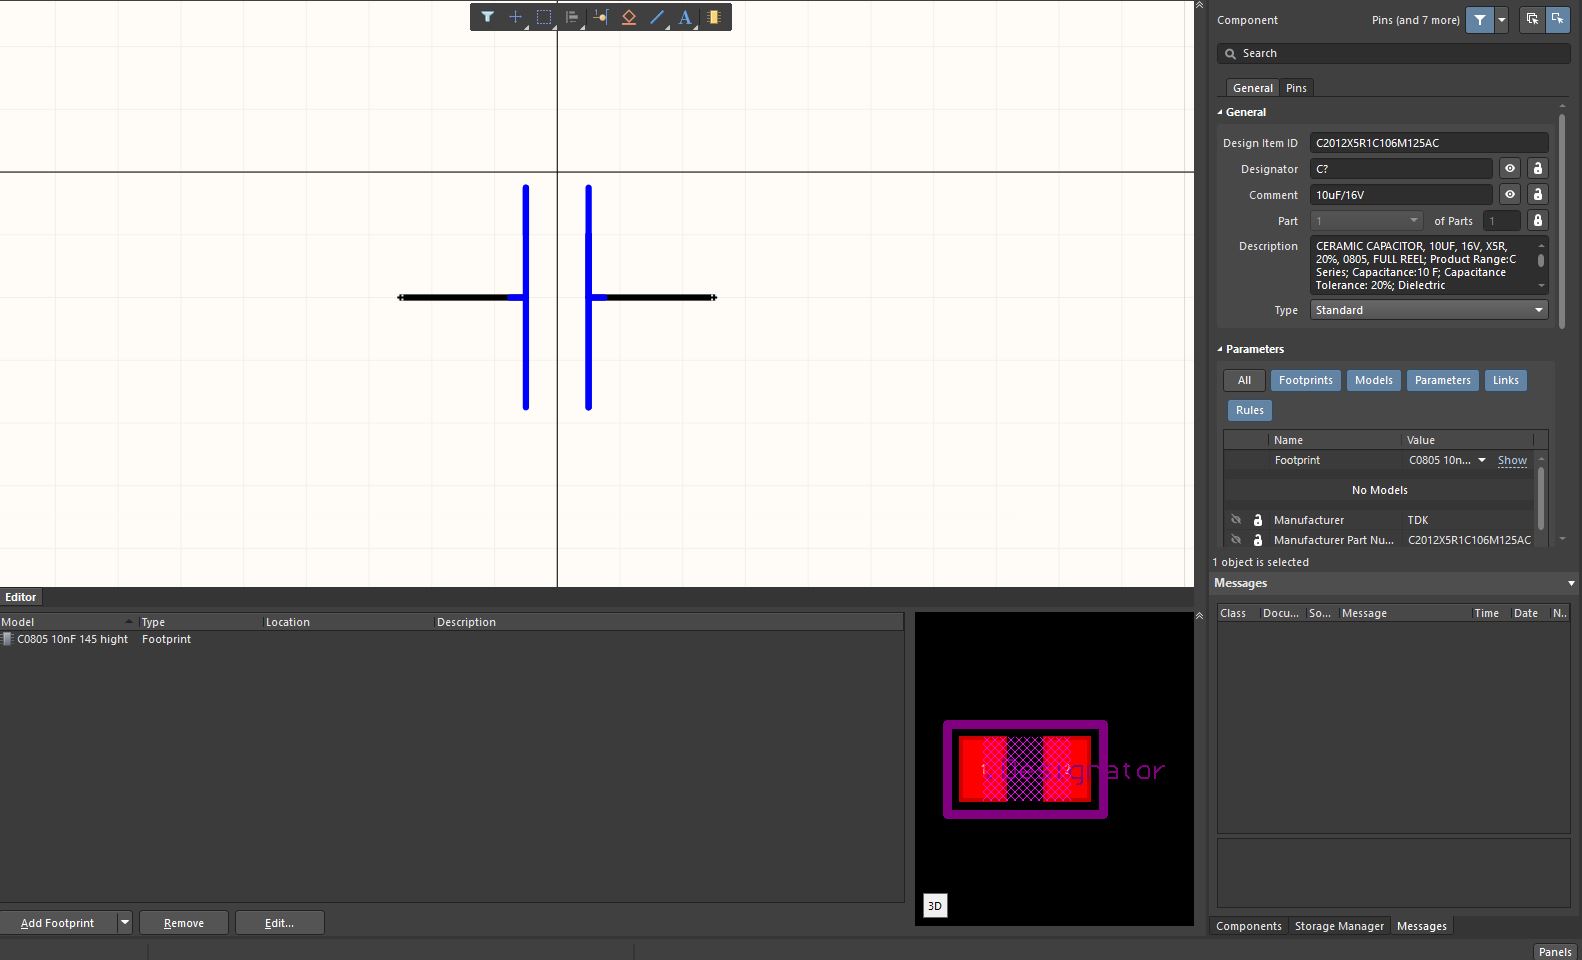 A
Component
Pins (and 7 more)
Search
General
Pins
General
Design Item ID
C2012X5R1C106M125AC
Designator
C?
Comment
10uF/16V
Part
1
of Parts
1
Description
CERAMIC CAPACITOR, 10UF, 16V, X5R,
20%, 0805, FULL REEL; Product Range:C
Series; Capacitance:10 F; Capacitance
Tolerance: 20%; Dielectric
Type
Standard
Parameters
All
Footprints
Models
Parameters
Links
Rules
Name
Value
Footprint
C0805 10n...
Show
No Models
Manufacturer
TDK
Manufacturer Part Nu...
C2012X5R1C106M125AC
1 object is selected
Messages
Class
Docu...
So...
Message
Time
Date
N..
Editor
Model
Type
Location
Description
C0805 10nF 145 hight
Footprint
1
2
.Designator
3D
Add Footprint
Remove
Edit...
Components
Storage Manager
Messages
Panels